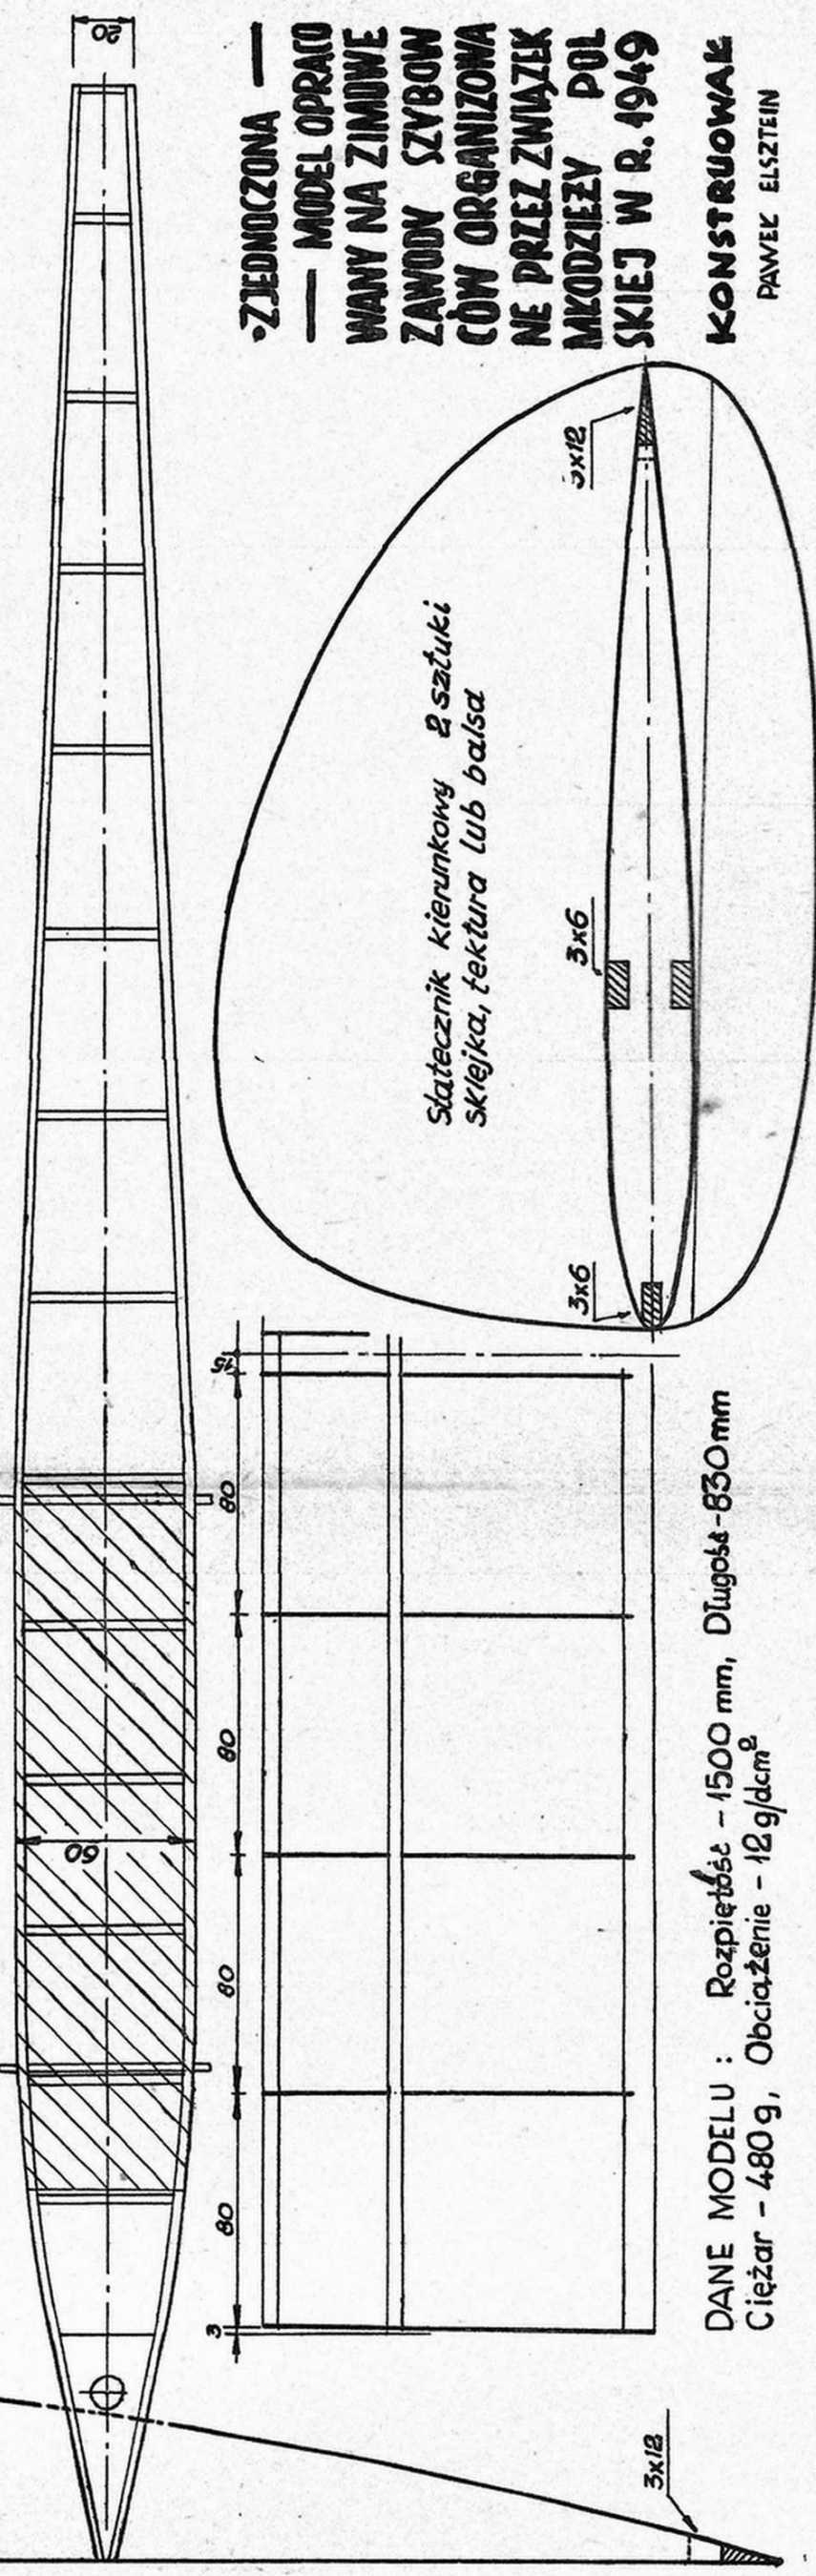 •ZJEDNOCZONA —
— MODEL OPRACO
WANY NA ZIMOWE
ZAWODY SZYBOW
CÓW ORGANIZOWA
NE PRZEZ ZWIĄZEK
MŁODZIEŻY POL
SKIEJ W R. 1949
KONSTRUOWAŁ
PAWEŁ ELSZTEIN
Statecznik kierunkowy 2 sztuki
sklejka, tektura lub balsa
3x12
3x6
3x6
20
60
15
80
80
80
80
3
3x12
DANE MODELU : Rozpiętość - 1500 mm, Długość - 830 mm
Ciężar - 480 g, Obciążenie - 12 g/dcm²